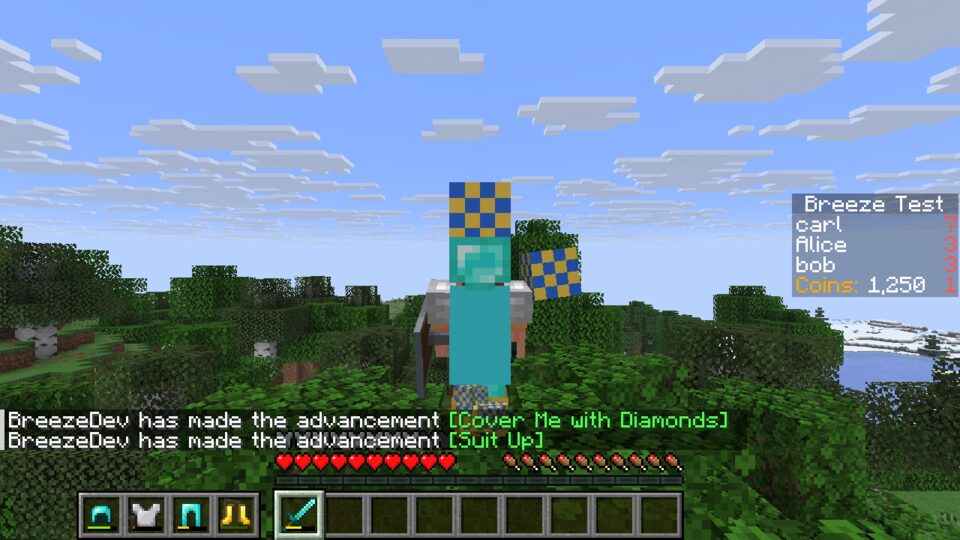 Breeze Test
carl 7
Alice 3
bob 3
Coins: 1,250 1
BreezeDev has made the advancement [Cover Me with Diamonds]
BreezeDev has made the advancement [Suit Up]